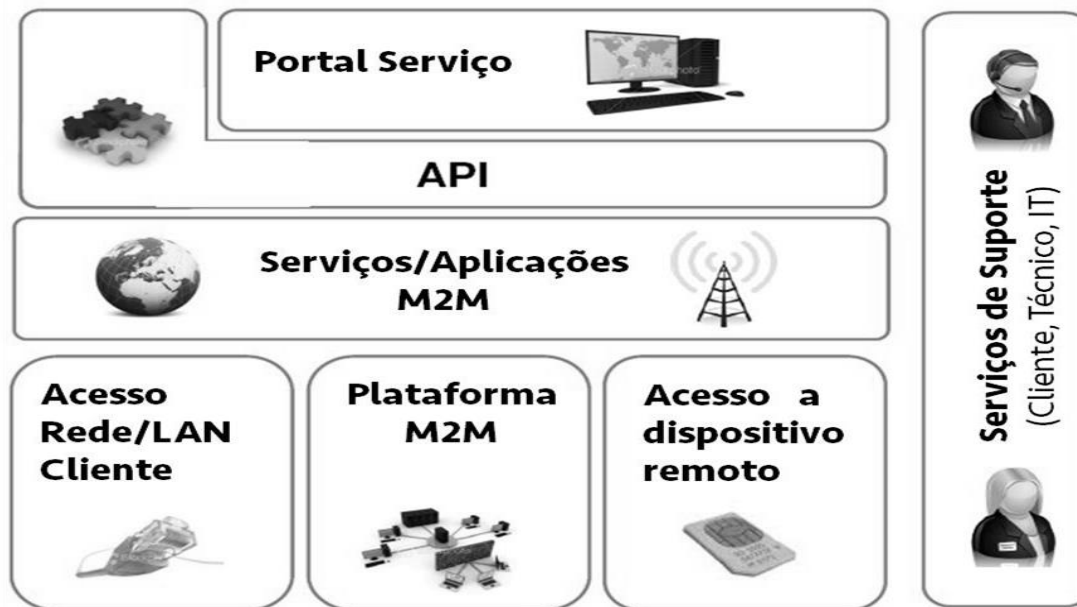 Portal Serviço
API
Serviços/Aplicações
M2M
Acesso
Rede/LAN
Cliente
Plataforma
M2M
Acesso a
dispositivo
remoto
Serviços de Suporte
(Cliente, Técnico, IT)